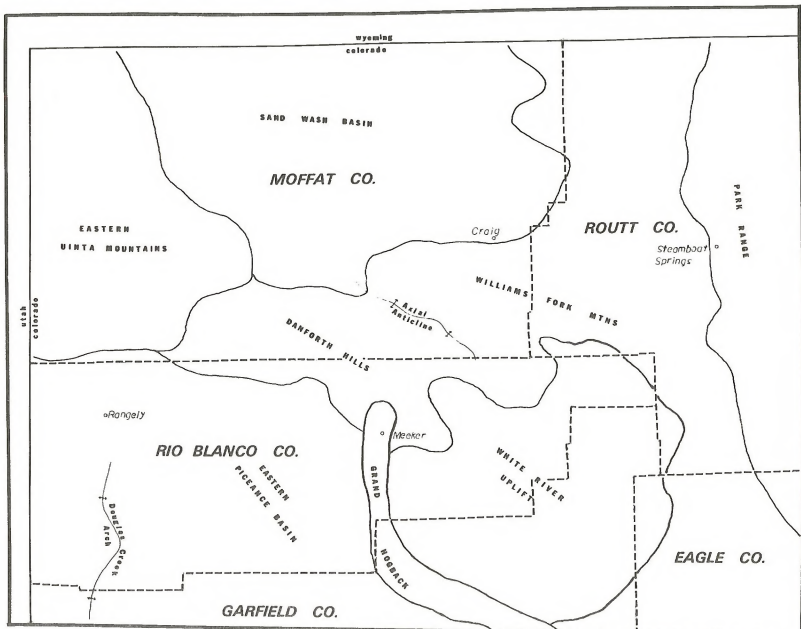 wyoming
colorado
SAND WASH BASIN
MOFFAT CO.
EASTERN
UINTA MOUNTAINS
Craig
ROUTT CO.
Steamboat
Springs
PARK RANGE
utah
colorado
WILLIAMS FORK MTNS
Axial
Anticline
DANFORTH HILLS
Rangely
Meeker
RIO BLANCO CO.
EASTERN
PICEANCE BASIN
GRAND
HOGBACK
WHITE RIVER
UPLIFT
Douglas Creek
Arch
EAGLE CO.
GARFIELD CO.